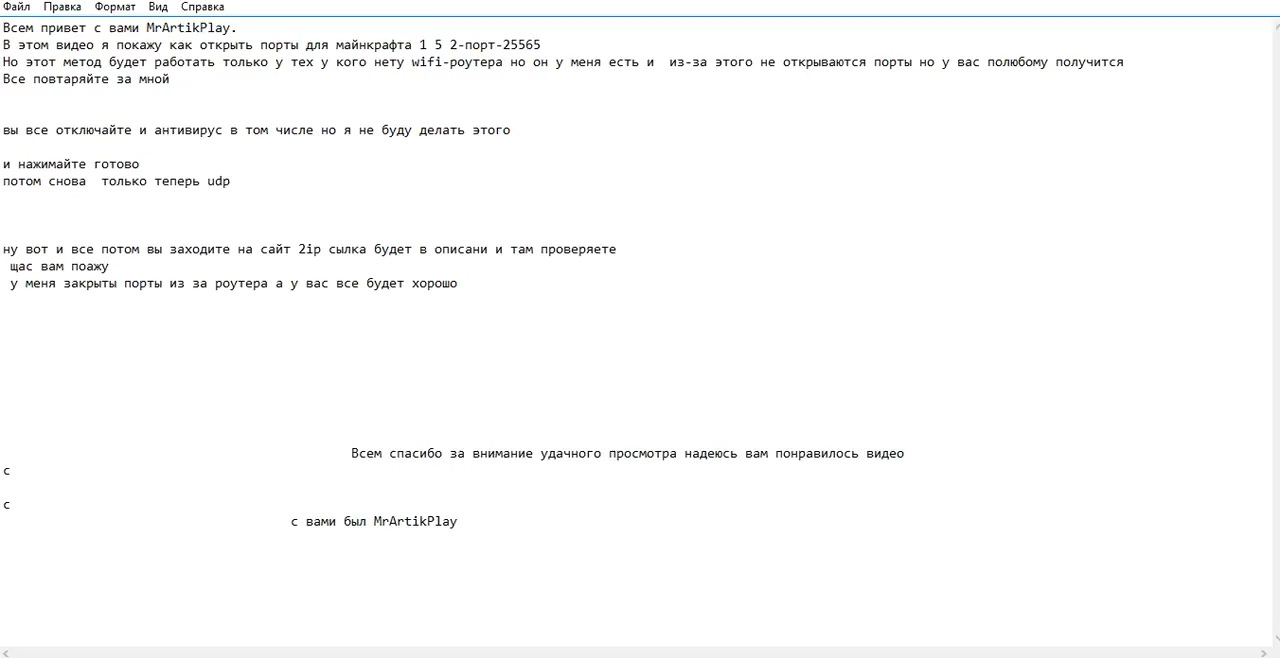 Файл Правка Формат Вид Справка
Всем привет с вами MrArtikPlay.
В этом видео я покажу как открыть порты для майнкрафта 1 5 2-порт-25565
Но этот метод будет работать только у тех у кого нету wifi-роутера но он у меня есть и  из-за этого не открываются порты но у вас полюбому получится
Все повтаряйте за мной
вы все отключайте и антивирус в том числе но я не буду делать этого
и нажимайте готово
потом снова  только теперь udp
ну вот и все потом вы заходите на сайт 2ip сылка будет в описани и там проверяете
щас вам поажу
у меня закрыты порты из за роутера а у вас все будет хорошо
Всем спасибо за внимание удачного просмотра надеюсь вам понравилось видео
с
с
с вами был MrArtikPlay